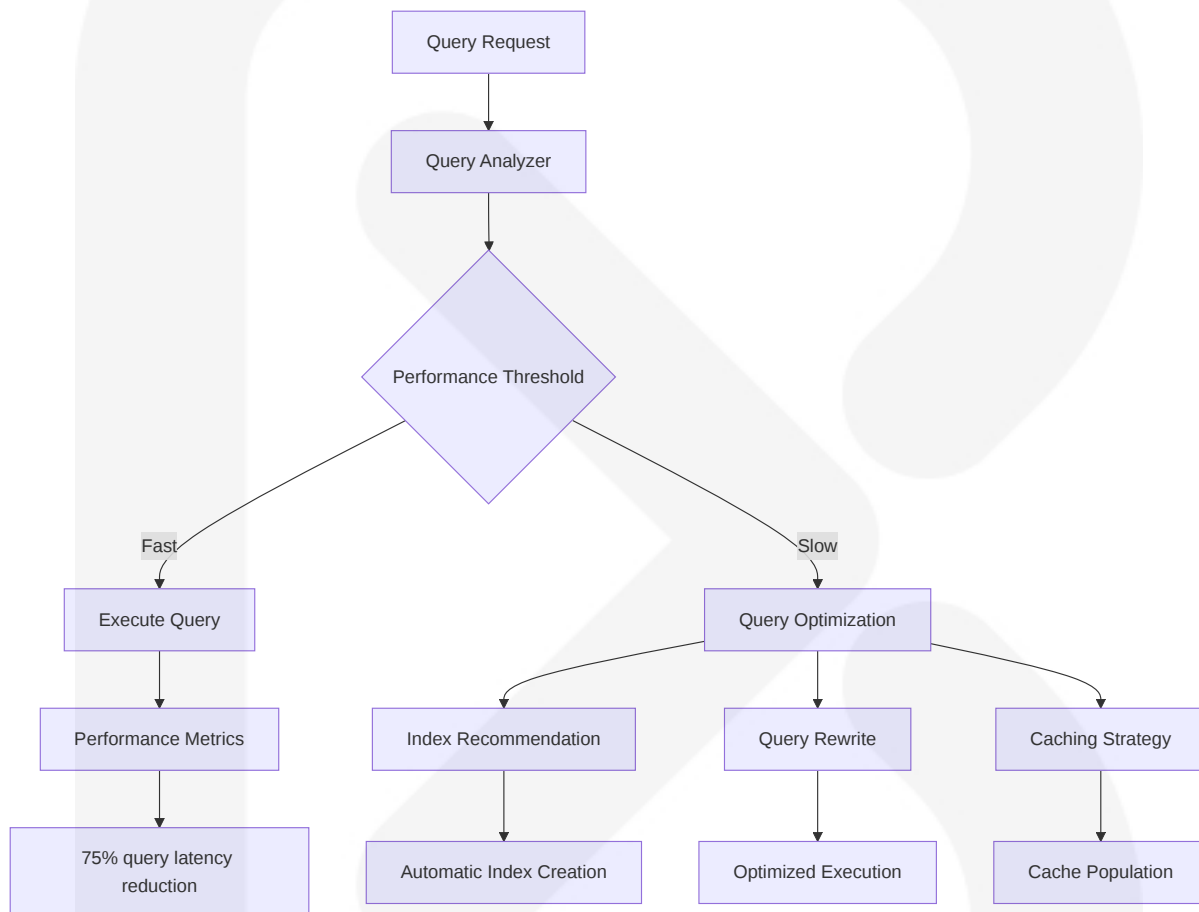 Query Request
Query Analyzer
Performance Threshold
Fast
Slow
Execute Query
Query Optimization
Performance Metrics
Index Recommendation
Query Rewrite
Caching Strategy
75% query latency
reduction
Automatic Index Creation
Optimized Execution
Cache Population